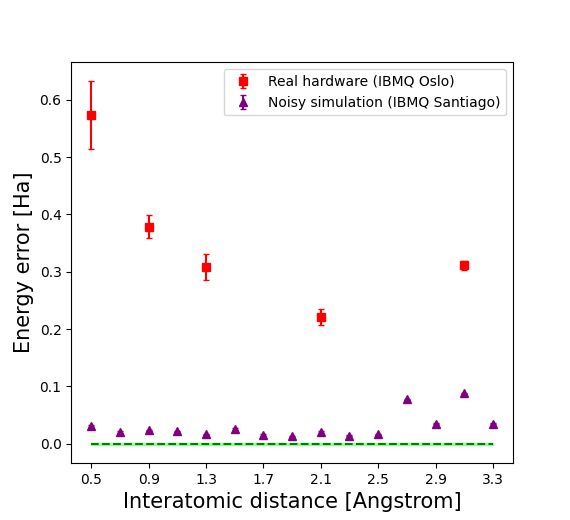 Real hardware (IBMQ Oslo)
Noisy simulation (IBMQ Santiago)
Energy error [Ha]
0.6
0.5
0.4
0.3
0.2
0.1
0.0
0.5 0.9 1.3 1.7 2.1 2.5 2.9 3.3
Interatomic distance [Angstrom]